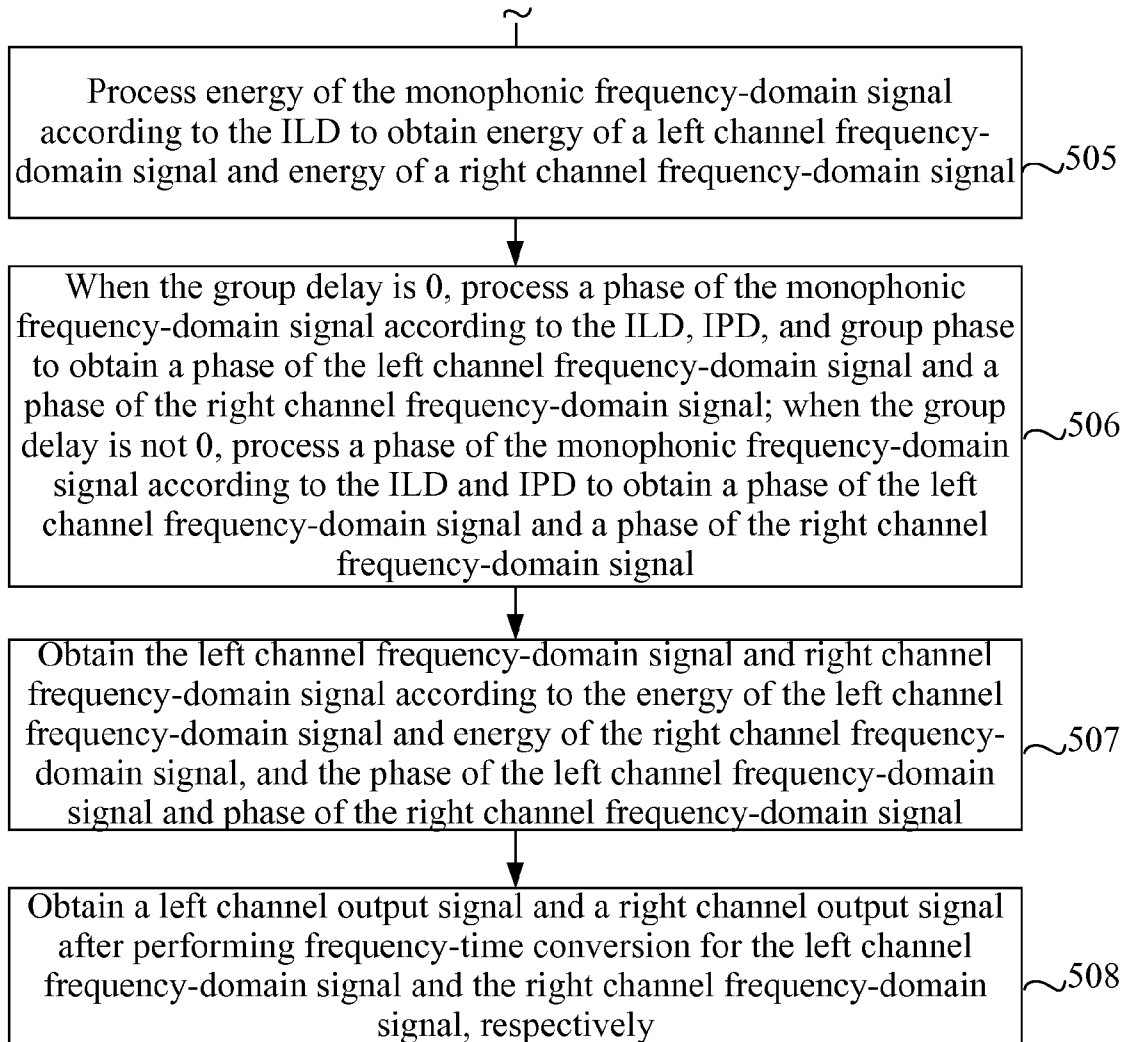 Process energy of the monophonic frequency-domain signal
according to the ILD to obtain energy of a left channel frequency-
domain signal and energy of a right channel frequency-domain signal
505
When the group delay is 0, process a phase of the monophonic
frequency-domain signal according to the ILD, IPD, and group phase
to obtain a phase of the left channel frequency-domain signal and a
phase of the right channel frequency-domain signal; when the group
delay is not 0, process a phase of the monophonic frequency-domain
signal according to the ILD and IPD to obtain a phase of the left
channel frequency-domain signal and a phase of the right channel
frequency-domain signal
506
Obtain the left channel frequency-domain signal and right channel
frequency-domain signal according to the energy of the left channel
frequency-domain signal and energy of the right channel frequency-
domain signal, and the phase of the left channel frequency-domain
signal and phase of the right channel frequency-domain signal
507
Obtain a left channel output signal and a right channel output signal
after performing frequency-time conversion for the left channel
frequency-domain signal and the right channel frequency-domain
signal, respectively
508